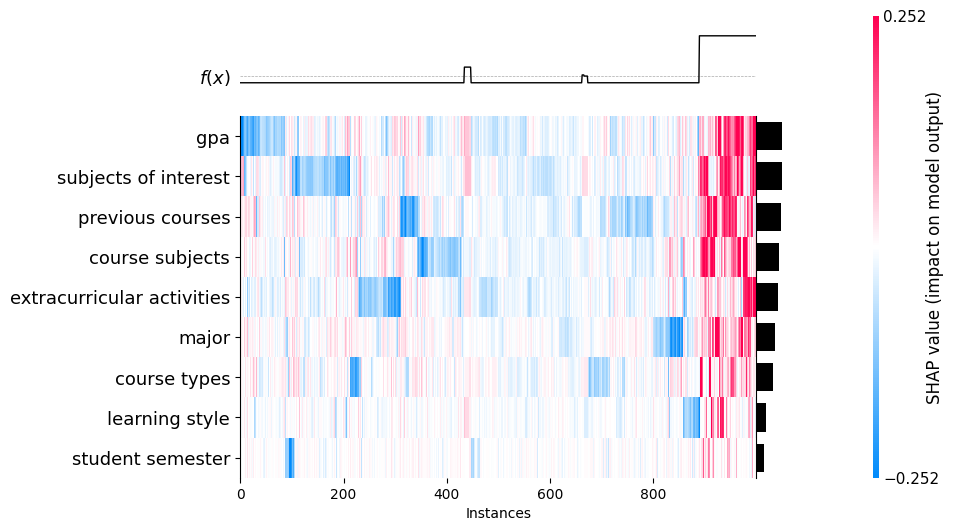 0.252
f(x)
gpa
subjects of interest
previous courses
course subjects
extracurricular activities
major
course types
learning style
student semester
SHAP value (impact on model output)
−0.252
0 200 400 600 800
Instances